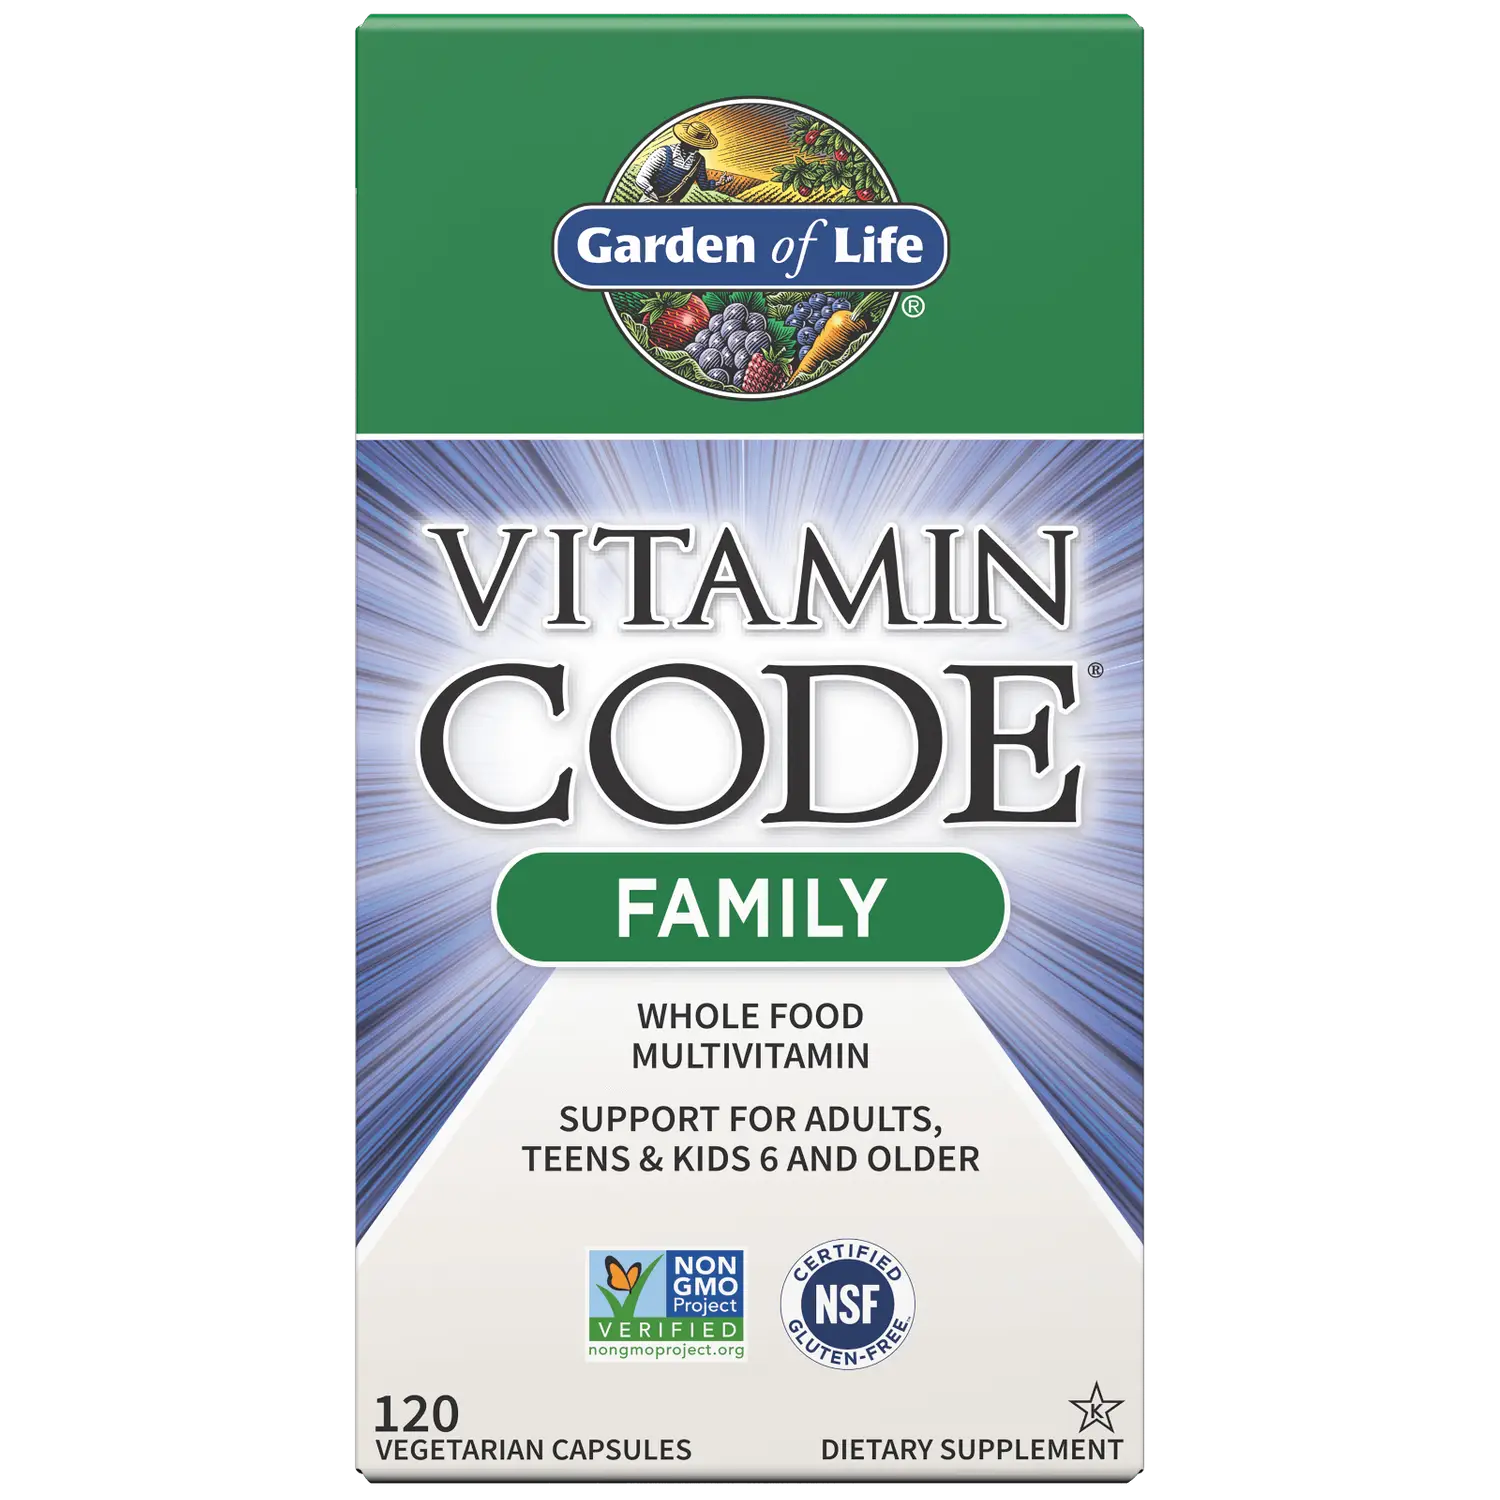 Garden of Life
®
VITAMIN
CODE®
FAMILY
WHOLE FOOD
MULTIVITAMIN
SUPPORT FOR ADULTS,
TEENS & KIDS 6 AND OLDER
NON
GMO
Project
VERIFIED
nongmoproject.org
CERTIFIED
NSF
GLUTEN-FREE™
120
VEGETARIAN CAPSULES
K
DIETARY SUPPLEMENT